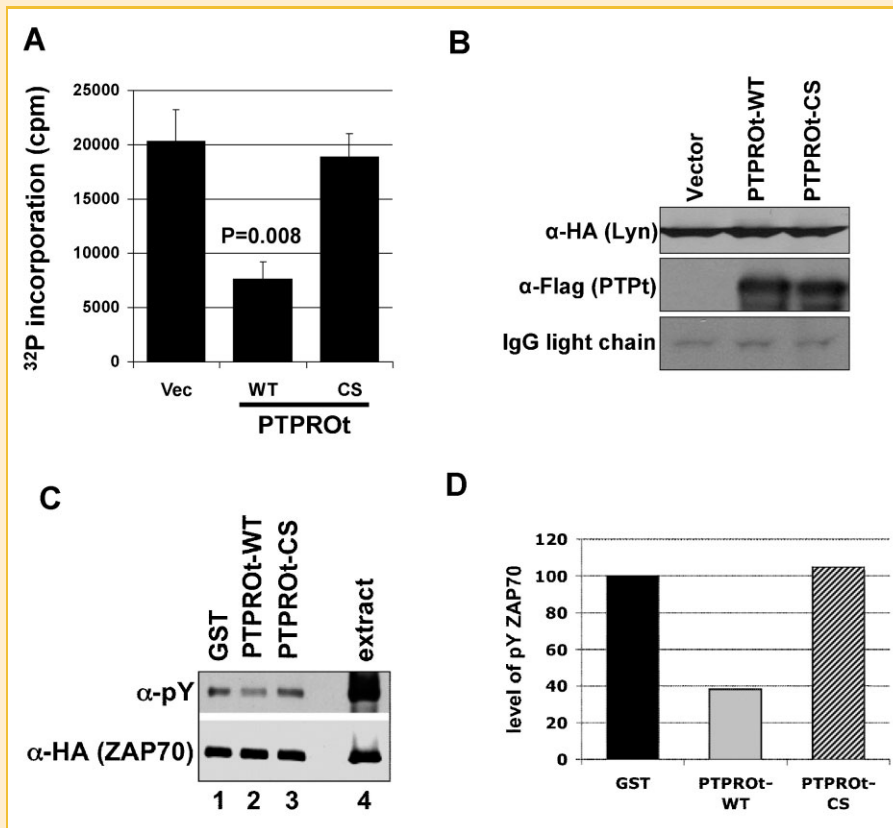 A
³²P incorporation (cpm)
25000
20000
15000
10000
5000
0
P=0.008
Vec
WT
CS
PTPROt
B
Vector
PTPROt-WT
PTPROt-CS
α-HA (Lyn)
α-Flag (PTPt)
IgG light chain
C
GST
PTPROt-WT
PTPROt-CS
extract
α-pY
α-HA (ZAP70)
1 2 3 4
D
level of pY ZAP70
120
100
80
60
40
20
0
GST
PTPROt-
WT
PTPROt-
CS